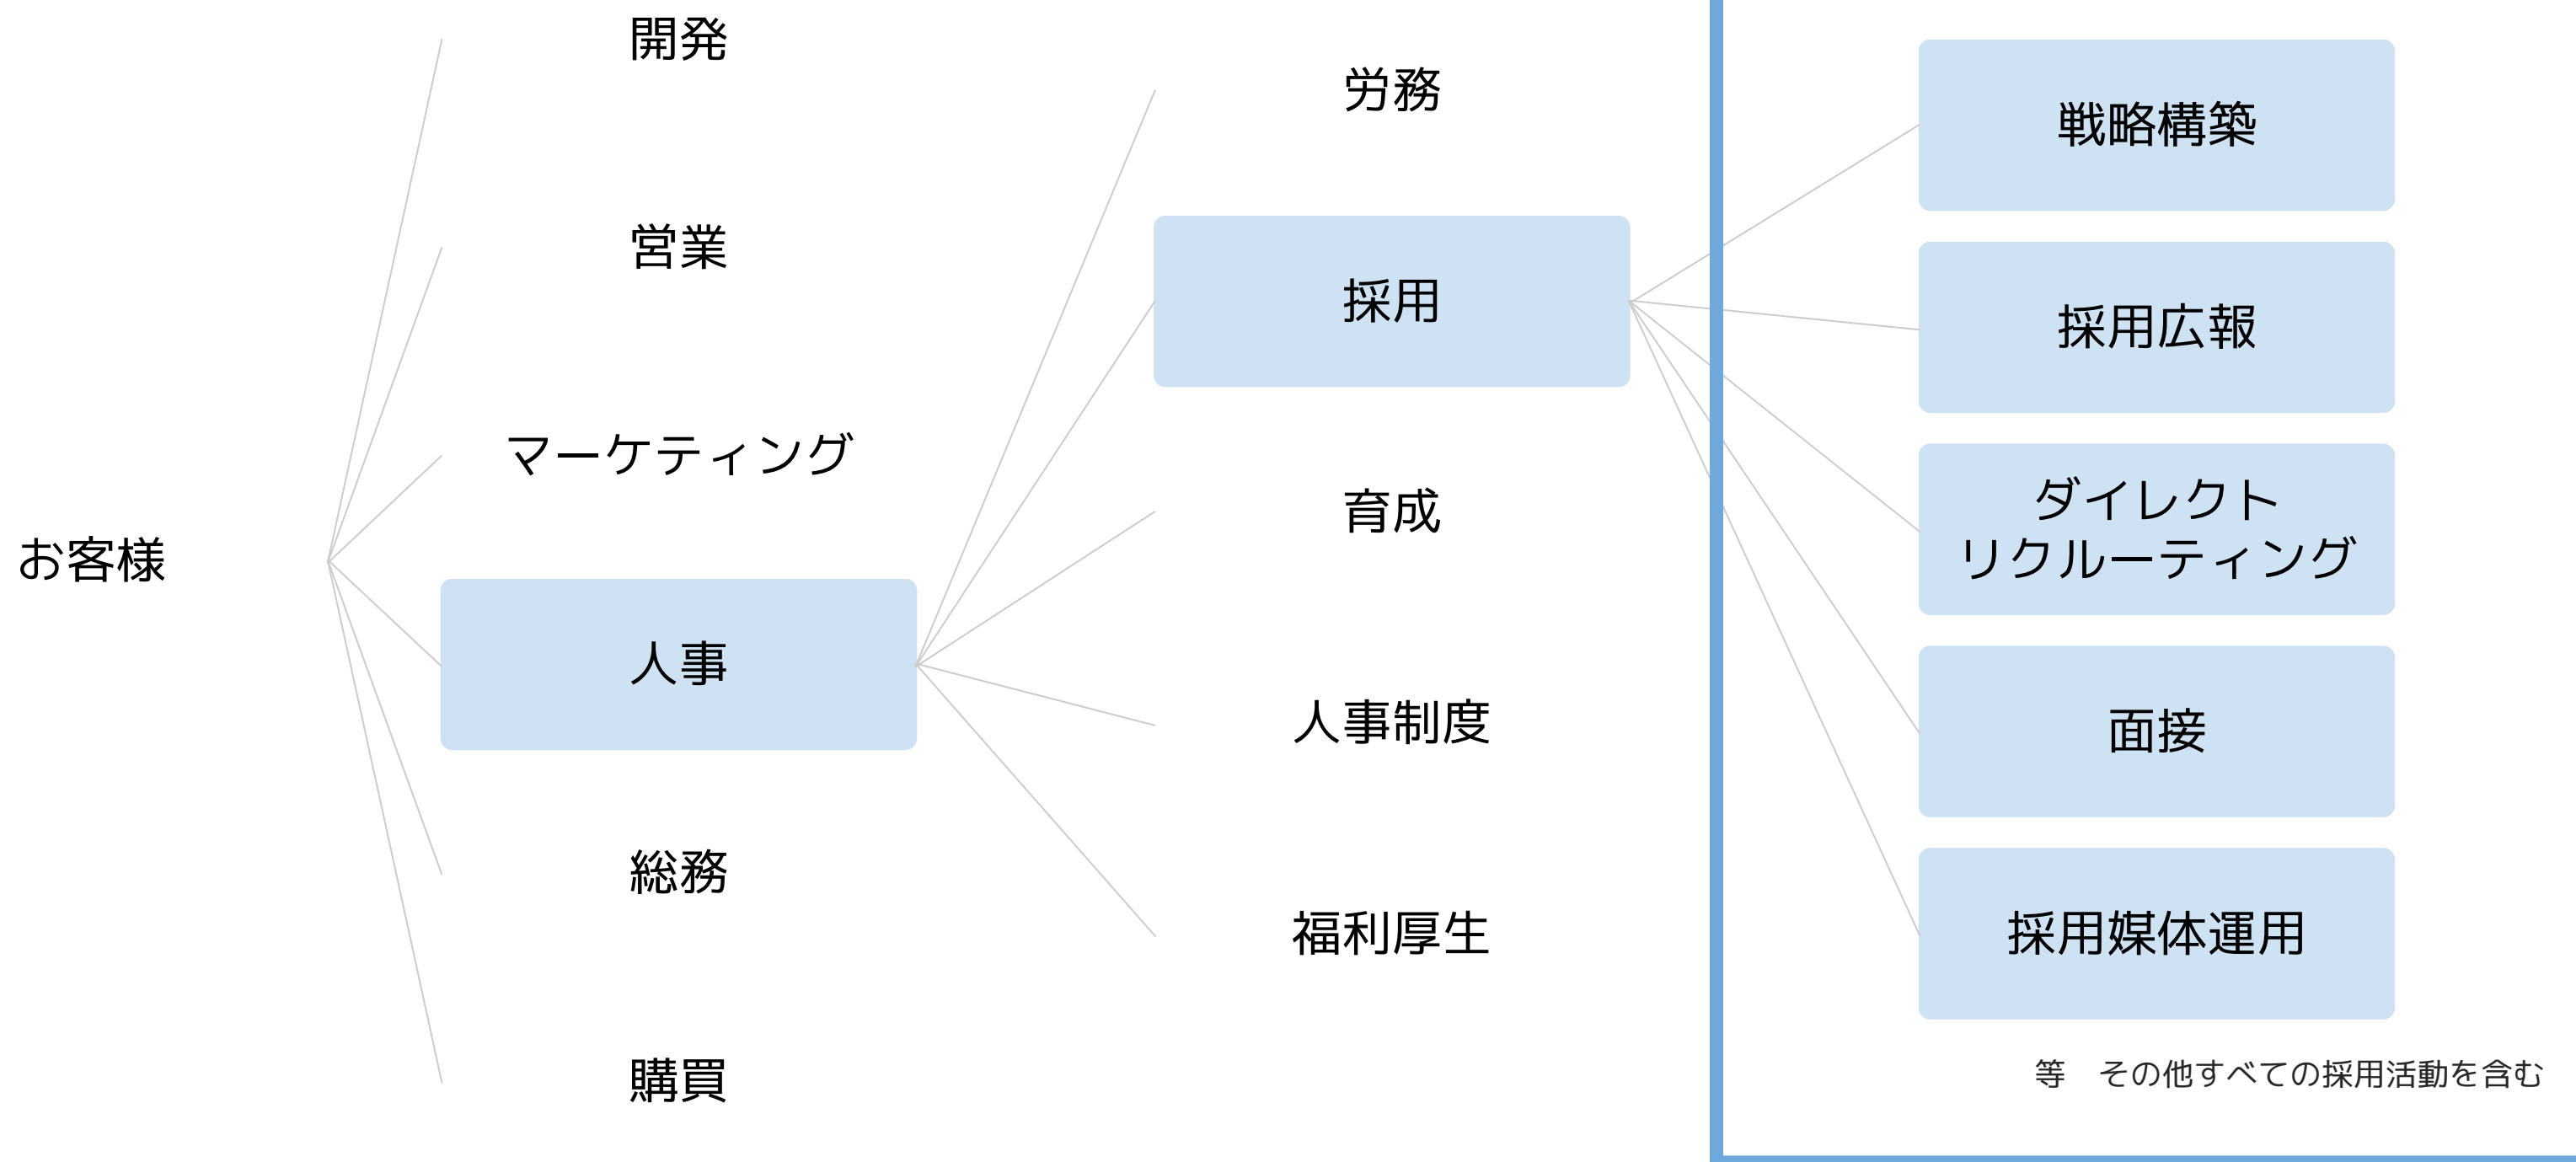 お客様
開発
営業
マーケティング
人事
総務
購買
労務
採用
育成
人事制度
福利厚生
戦略構築
採用広報
ダイレクト
リクルーティング
面接
採用媒体運用
等　その他すべての採用活動を含む